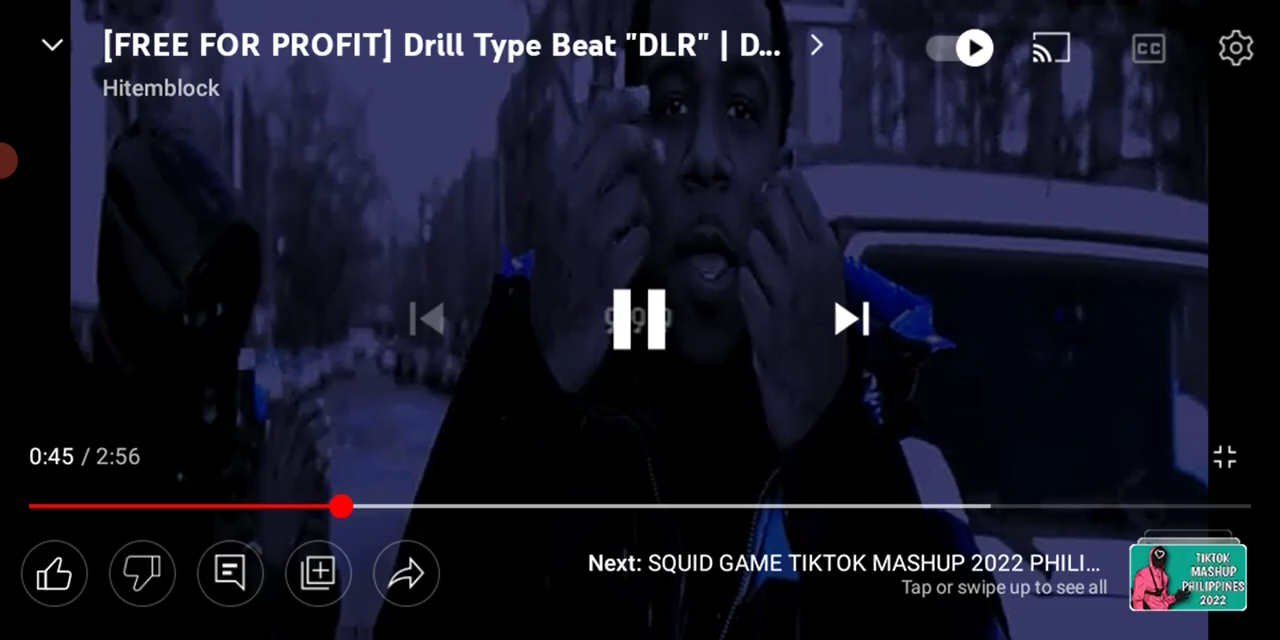 [FREE FOR PROFIT] Drill Type Beat "DLR" | D...
Hitemblock
CC
0:45 / 2:56
Next: SQUID GAME TIKTOK MASHUP 2022 PHILI...
Tap or swipe up to see all
TIKTOK
MASHUP
PHILIPPINES
2022